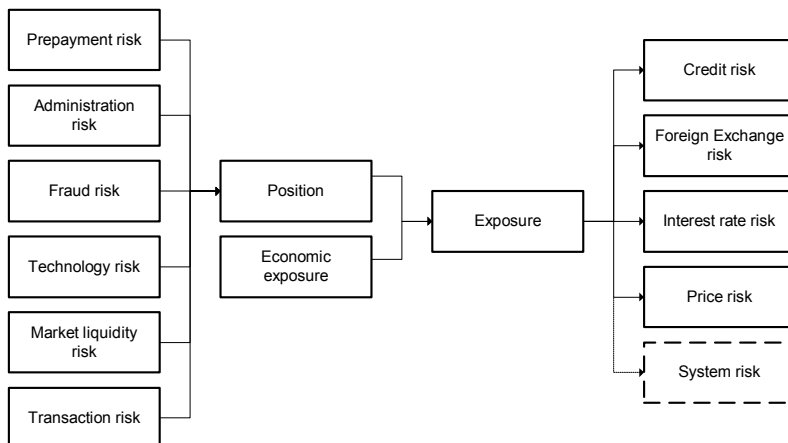 Prepayment risk
Administration
risk
Fraud risk
Technology risk
Market liquidity
risk
Transaction risk
Position
Economic
exposure
Exposure
Credit risk
Foreign Exchange
risk
Interest rate risk
Price risk
System risk